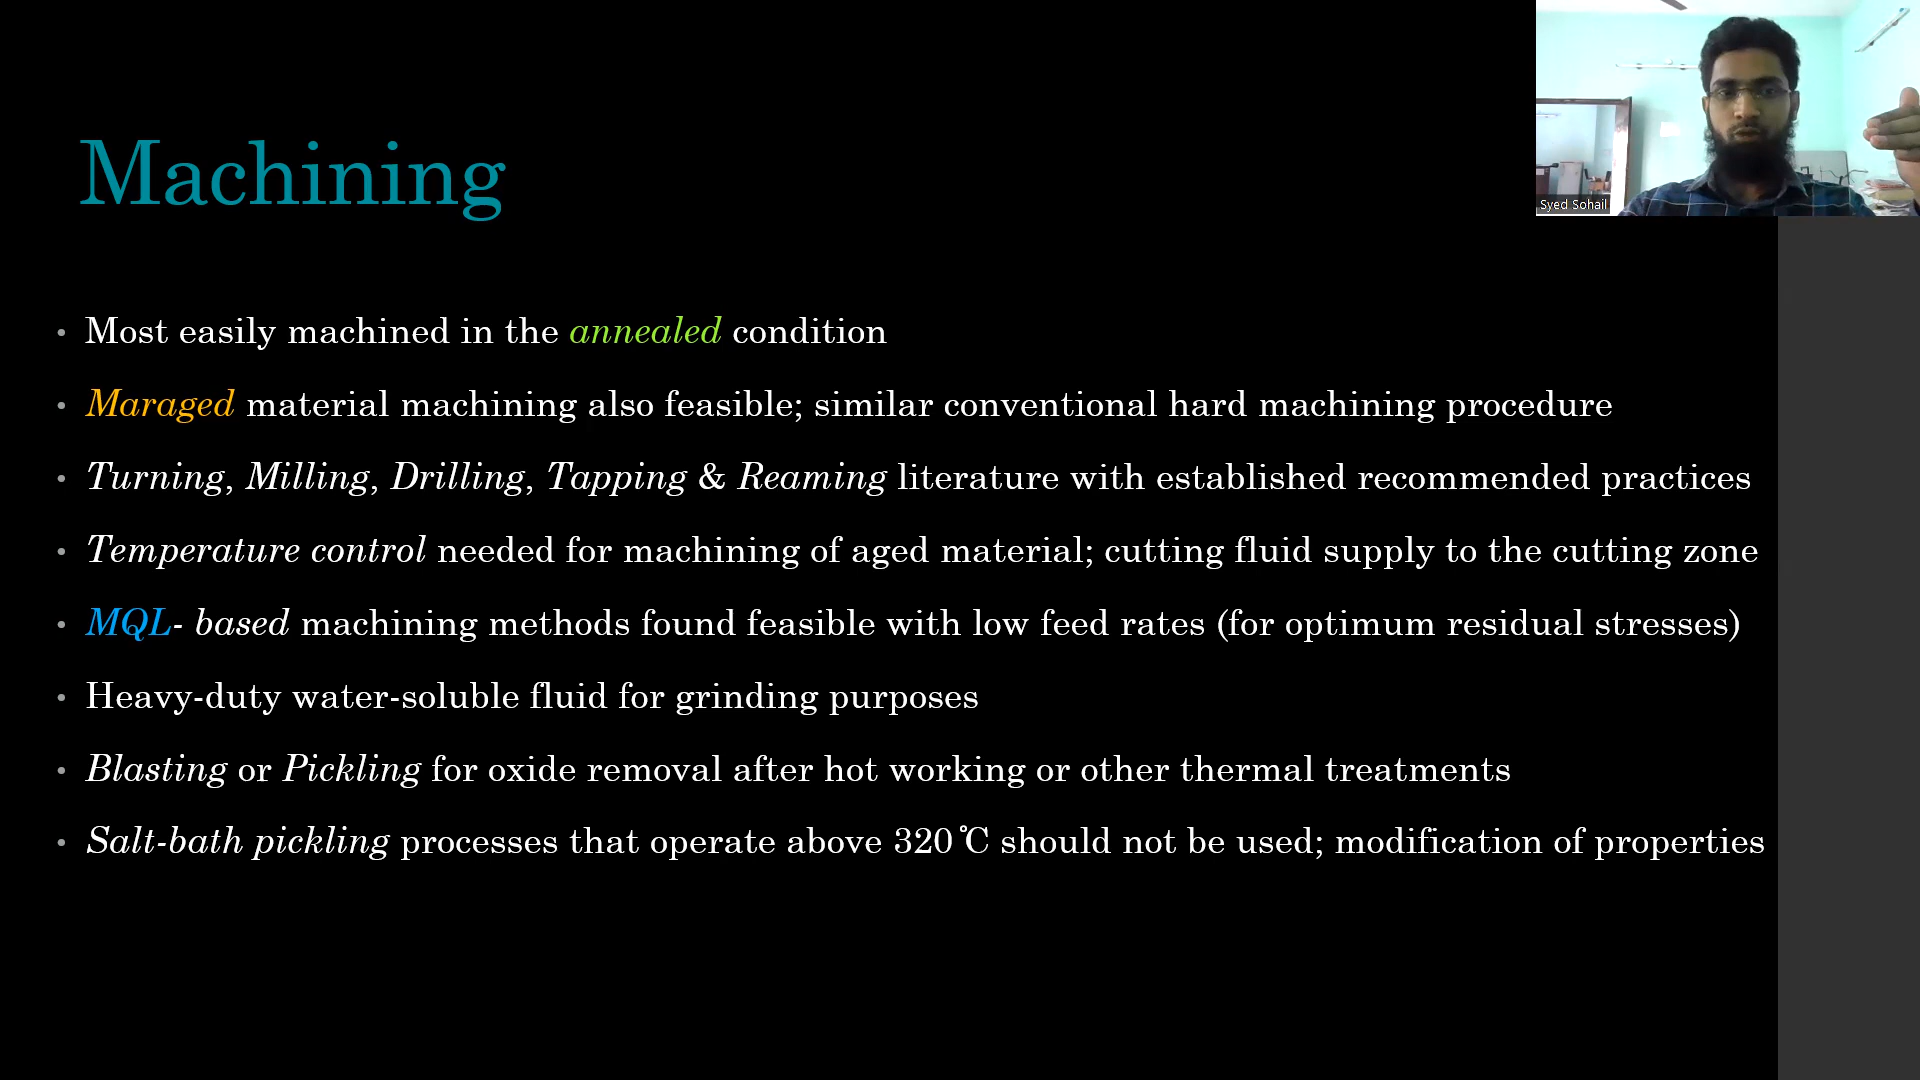 Syed Sohail
Machining
• Most easily machined in the annealed condition
• Maraged material machining also feasible; similar conventional hard machining procedure
• Turning, Milling, Drilling, Tapping & Reaming literature with established recommended practices
• Temperature control needed for machining of aged material; cutting fluid supply to the cutting zone
• MQL- based machining methods found feasible with low feed rates (for optimum residual stresses)
• Heavy-duty water-soluble fluid for grinding purposes
• Blasting or Pickling for oxide removal after hot working or other thermal treatments
• Salt-bath pickling processes that operate above 320℃ should not be used; modification of properties